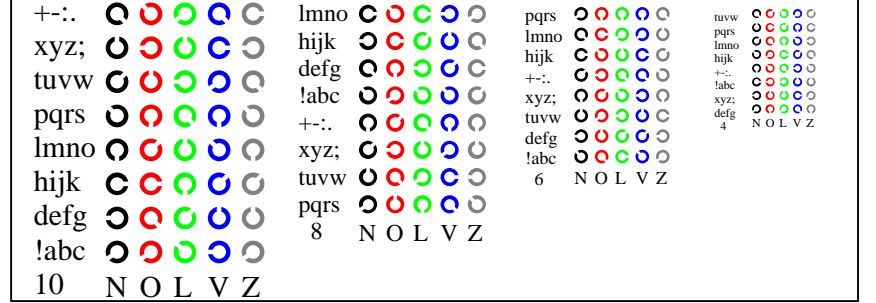 +-:.
xyz;
tuvw
pqrs
lmno
hijk
defg
!abc
10 N O L V Z
lmno
hijk
defg
!abc
+-:.
xyz;
tuvw
pqrs
8 N O L V Z
pqrs
lmno
hijk
+-:.
xyz;
tuvw
defg
!abc
6 N O L V Z
tuvw
pqrs
lmno
hijk
+-:.
!abc
xyz;
defg
4 N O L V Z